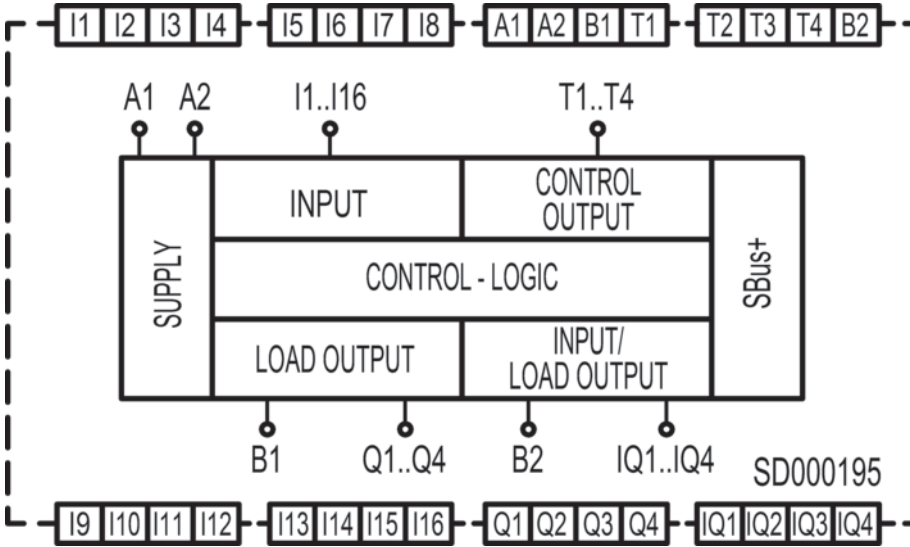 I1 I2 I3 I4 I5 I6 I7 I8 A1 A2 B1 T1 T2 T3 T4 B2
A1 A2 I1..I16 T1..T4
SUPPLY
INPUT
CONTROL
OUTPUT
CONTROL - LOGIC
SBus+
LOAD OUTPUT
INPUT/
LOAD OUTPUT
B1 Q1..Q4 B2 IQ1..IQ4
SD000195
I9 I10 I11 I12 I13 I14 I15 I16 Q1 Q2 Q3 Q4 IQ1 IQ2 IQ3 IQ4